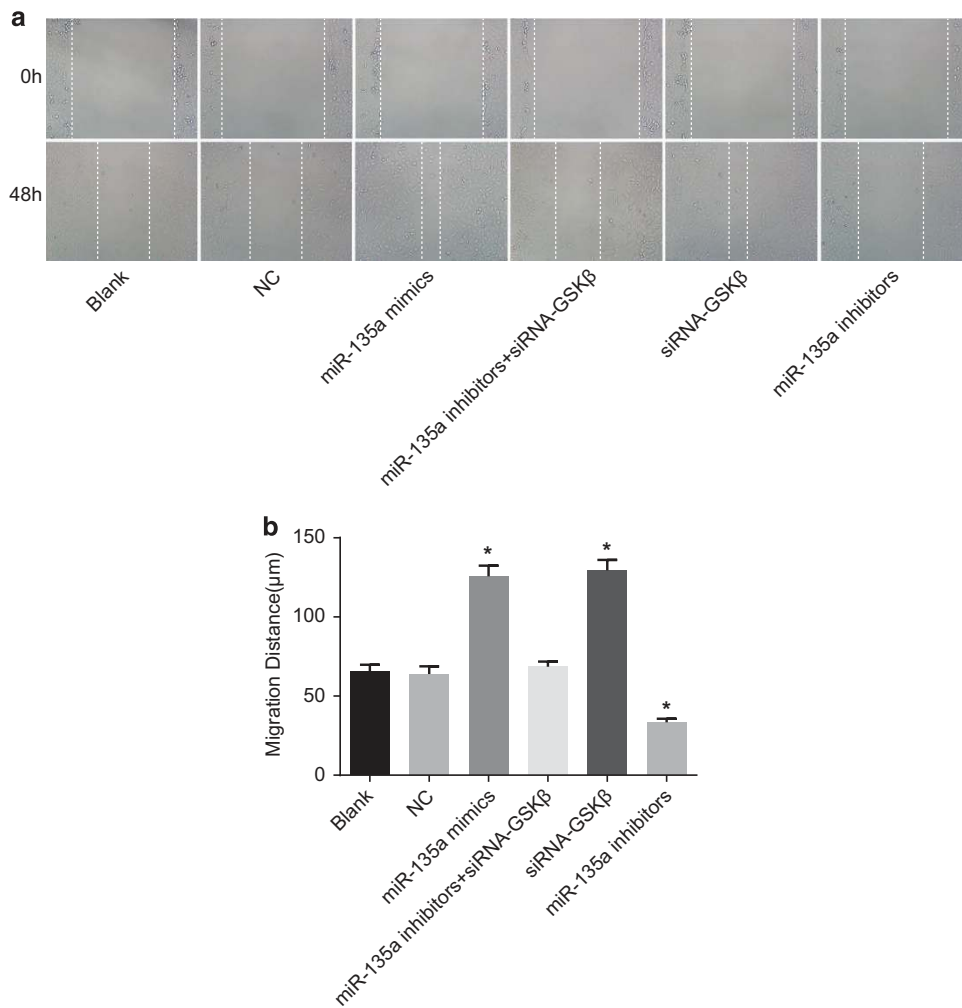 a
0h
48h
Blank
NC
miR-135a mimics
miR-135a inhibitors+siRNA-GSKβ
siRNA-GSKβ
miR-135a inhibitors
b
Migration Distance(μm)
150
100
50
0
*
*
*
Blank
NC
miR-135a mimics
miR-135a inhibitors+siRNA-GSKβ
siRNA-GSKβ
miR-135a inhibitors